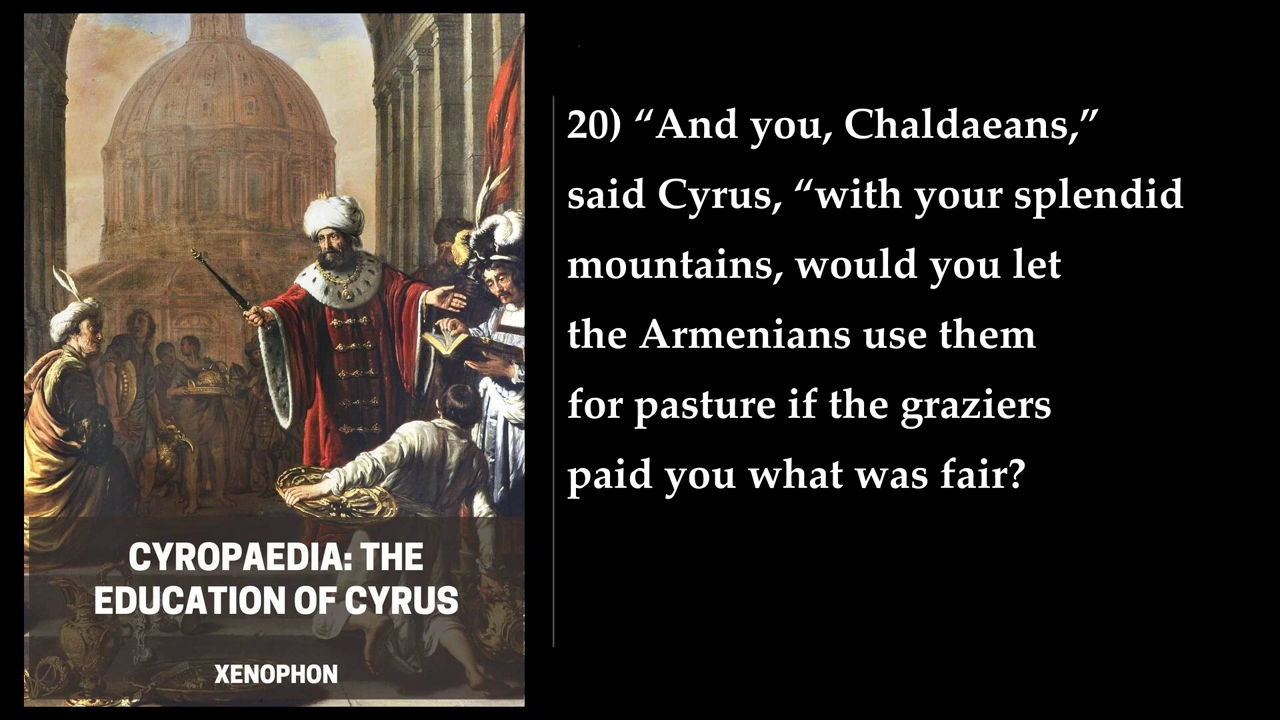 CYROPAEDIA: THE
EDUCATION OF CYRUS
XENOPHON
20) “And you, Chaldaeans,”
said Cyrus, “with your splendid
mountains, would you let
the Armenians use them
for pasture if the graziers
paid you what was fair?